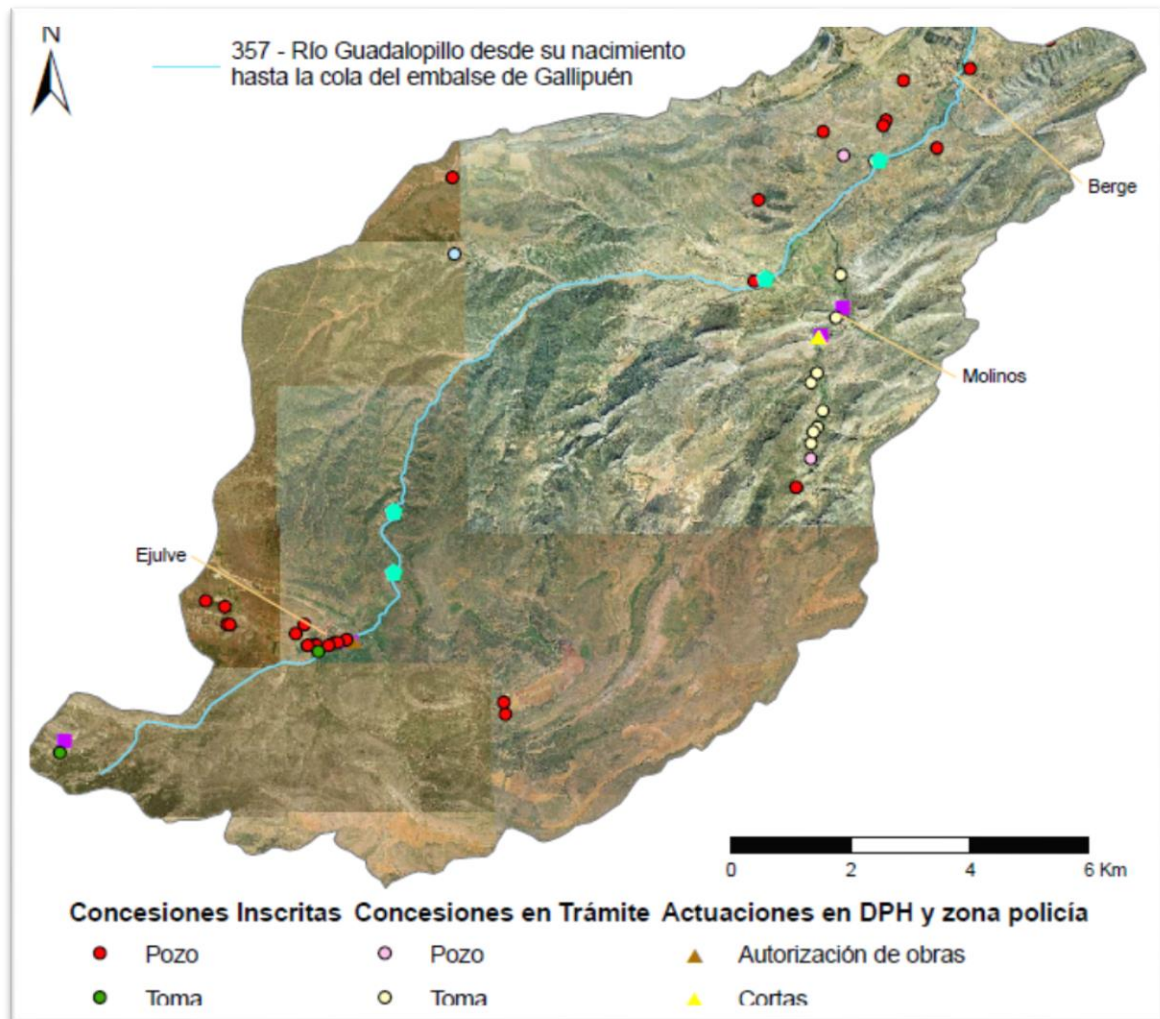 N
357 - Río Guadalopillo desde su nacimiento
hasta la cola del embalse de Gallipuén
Berge
Molinos
Ejulve
0 2 4 6 Km
Concesiones Inscritas Concesiones en Trámite Actuaciones en DPH y zona policía
Pozo Pozo Autorización de obras
Toma Toma Cortas